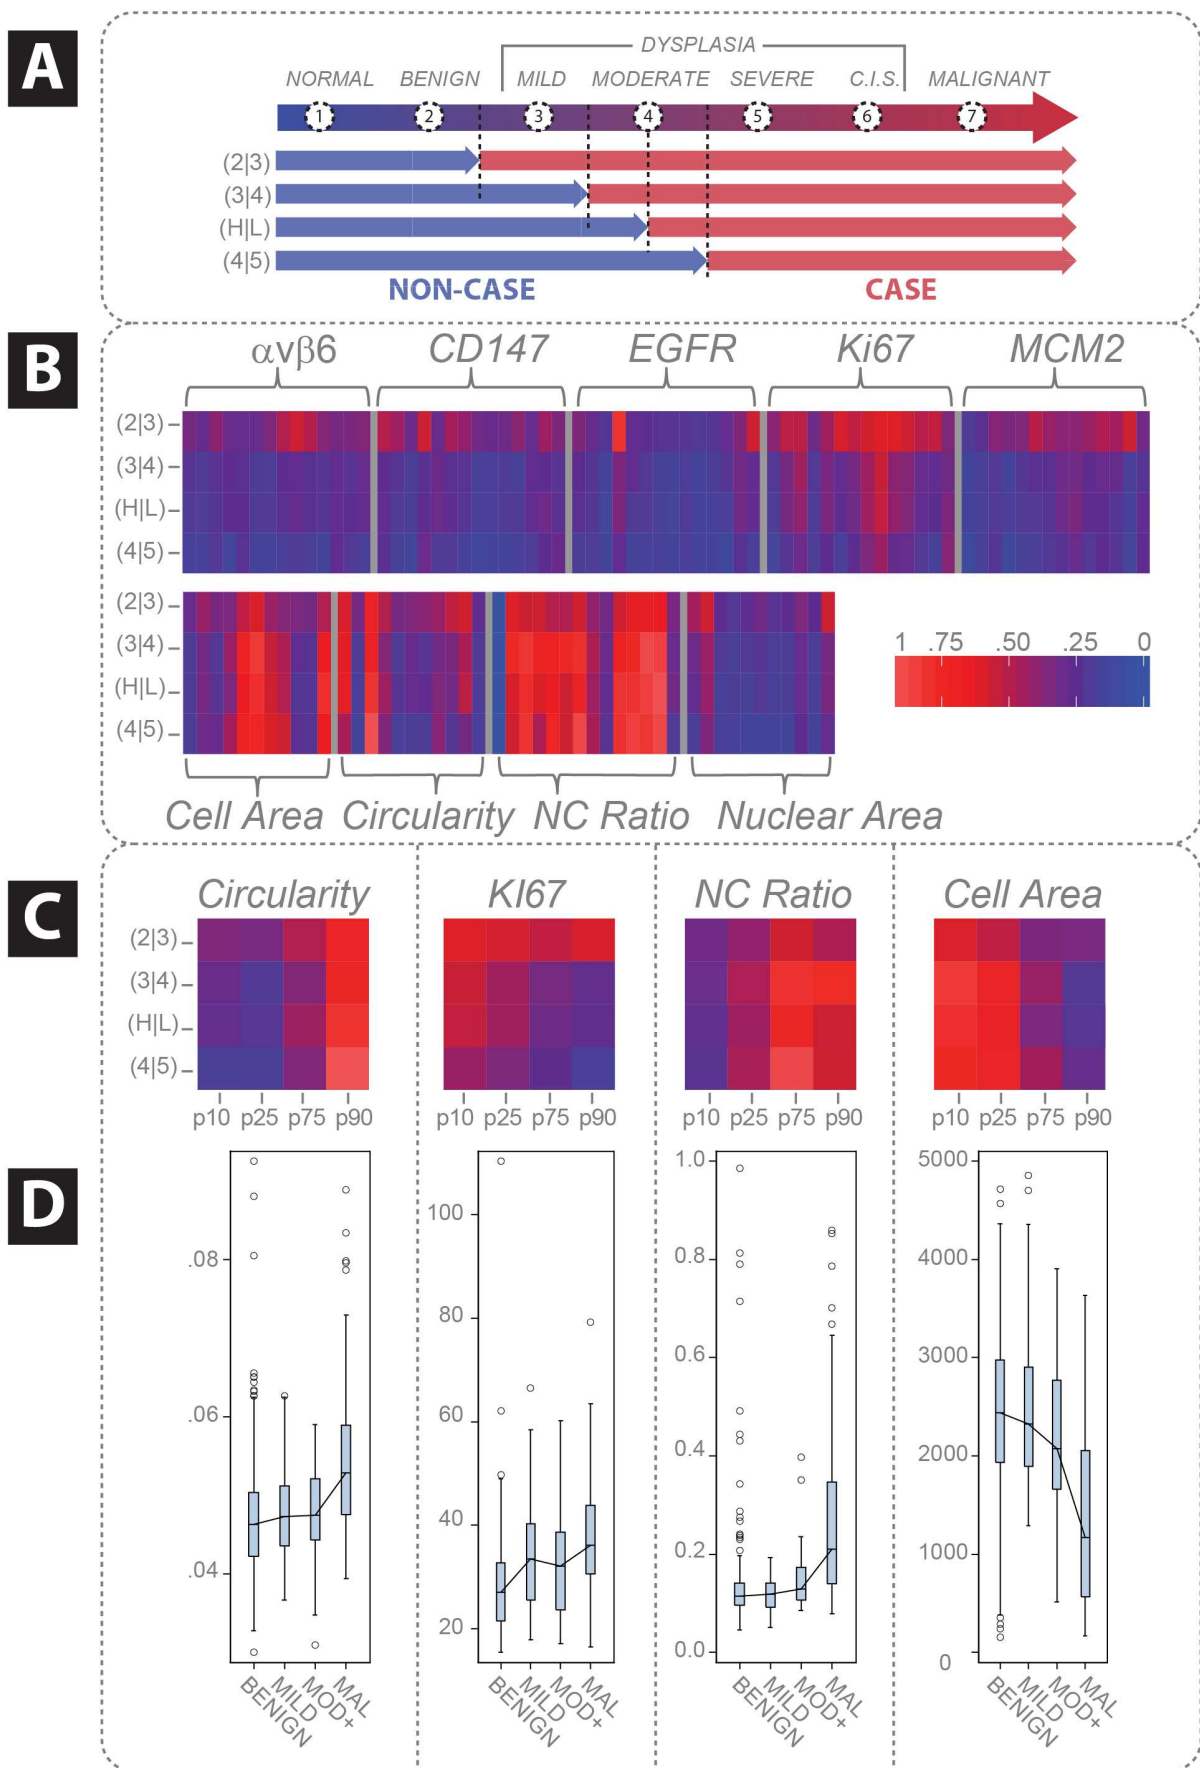 A
DYSPLASIA
NORMAL BENIGN MILD MODERATE SEVERE C.I.S. MALIGNANT
1 2 3 4 5 6 7
(2|3)
(3|4)
(H|L)
(4|5)
NON-CASE CASE
B
αvβ6 CD147 EGFR Ki67 MCM2
(2|3)
(3|4)
(H|L)
(4|5)
(2|3)
(3|4)
(H|L)
(4|5)
1 .75 .50 .25 0
Cell Area Circularity NC Ratio Nuclear Area
C
Circularity KI67 NC Ratio Cell Area
(2|3)
(3|4)
(H|L)
(4|5)
p10 p25 p75 p90 p10 p25 p75 p90 p10 p25 p75 p90 p10 p25 p75 p90
D
.08
.06
.04
BENIGN MILD MOD+ MAL
100
80
60
40
20
BENIGN MILD MOD+ MAL
1.0
0.8
0.6
0.4
0.2
0.0
BENIGN MILD MOD+ MAL
5000
4000
3000
2000
1000
0
BENIGN MILD MOD+ MAL